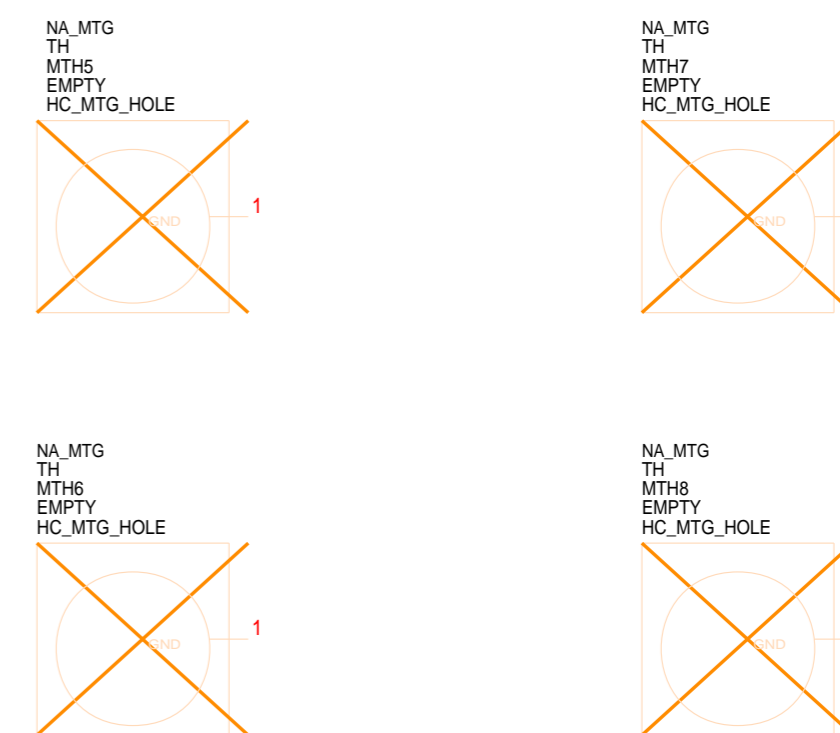 NA_MTG
TH
MTH5
EMPTY
HC_MTG_HOLE
GND
1
NA_MTG
TH
MTH7
EMPTY
HC_MTG_HOLE
GND
NA_MTG
TH
MTH6
EMPTY
HC_MTG_HOLE
GND
1
NA_MTG
TH
MTH8
EMPTY
HC_MTG_HOLE
GND